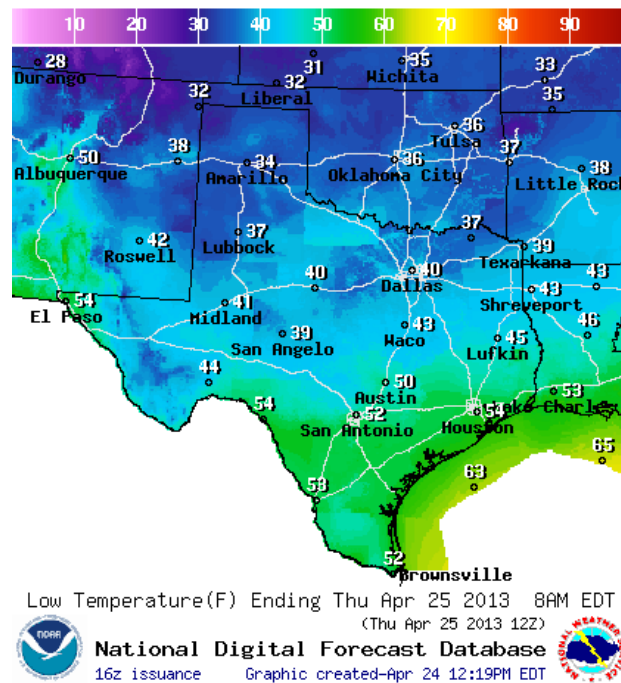 10 20 30 40 50 60 70 80 90
28 31 35 33
Durango Wichita
32 32 Liberal 35
36 Tulsa
50 38 34 36 37 38
Albuquerque Amarillo Oklahoma City Little Rock
42 37 37
Roswell Lubbock 39
Texarkana
40 40 Dallas 43 43
54 41 Shreveport
El Paso Midland 39 43 45 46
San Angelo Waco Lufkin
44 50 53
Austin
54 52 54 Lake Charles
San Antonio Houston
65
53 63
52
Brownsville
Low Temperature(F) Ending Thu Apr 25 2013 8AM EDT
(Thu Apr 25 2013 12Z)
National Digital Forecast Database
16z issuance Graphic created-Apr 24 12:19PM EDT
NOAA
NATIONAL WEATHER